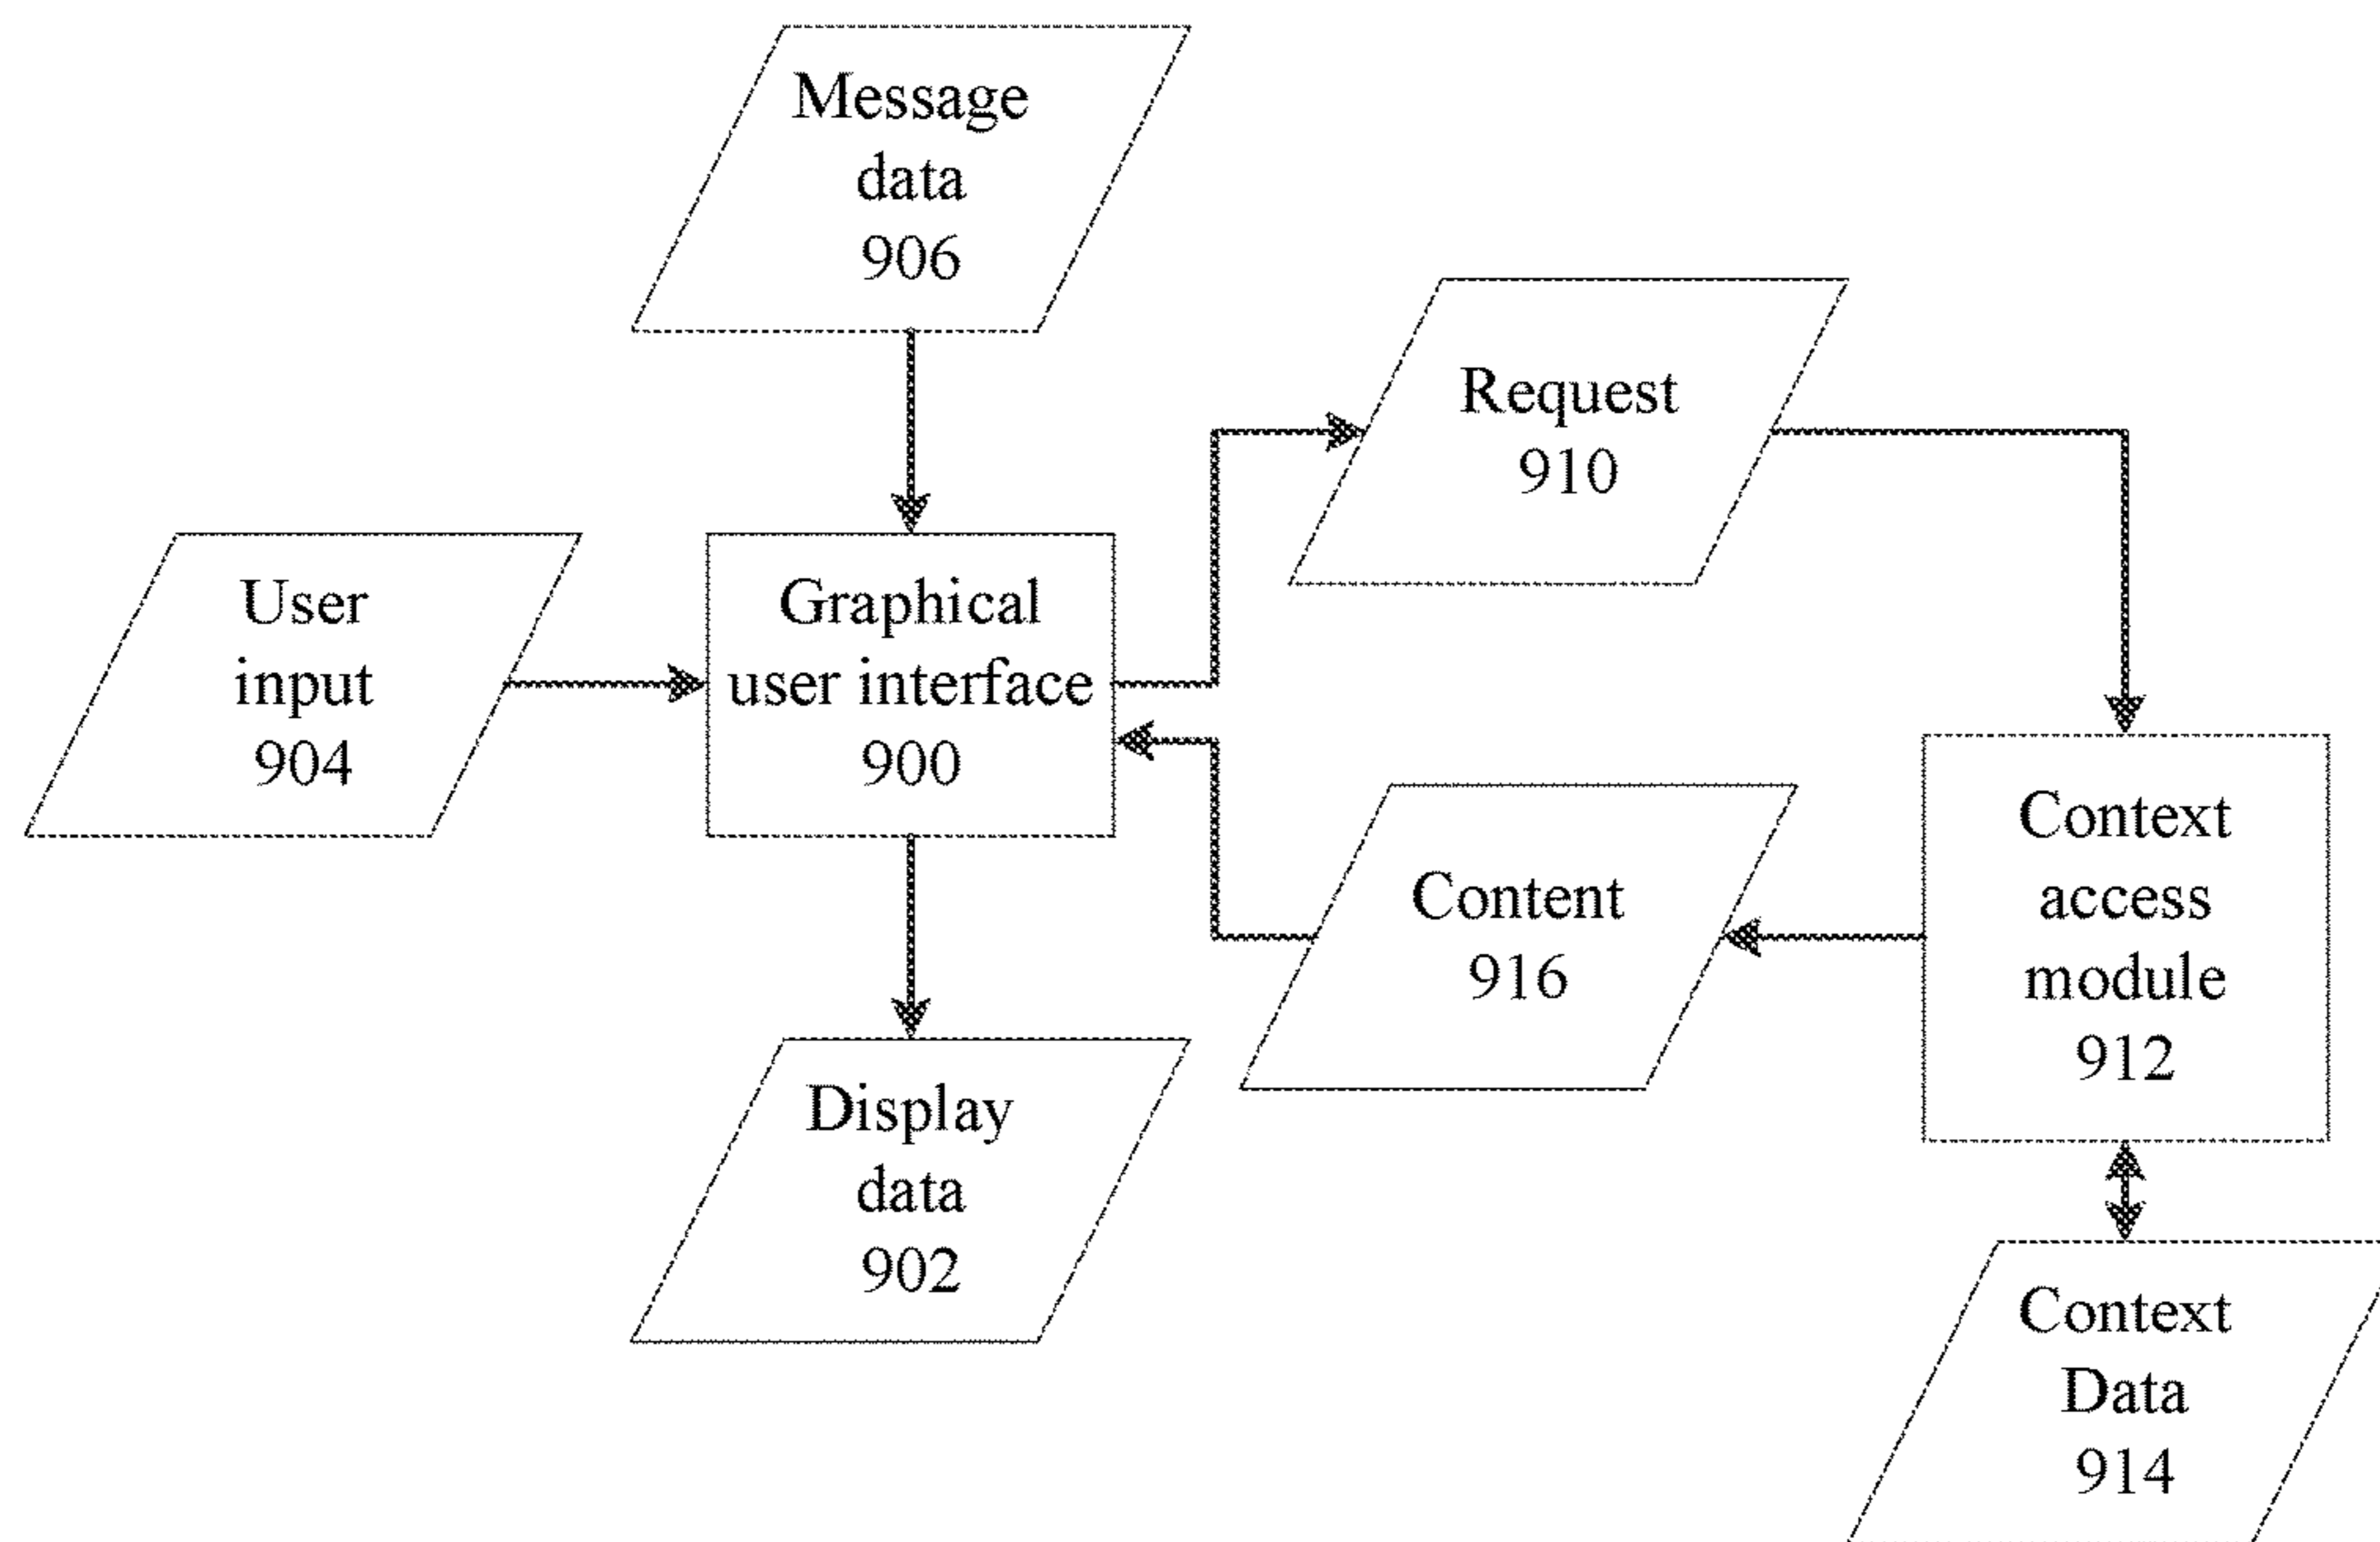 Message
data
906
Request
910
User
input
904
Graphical
user interface
900
Content
916
Context
access
module
912
Display
data
902
Context
Data
914